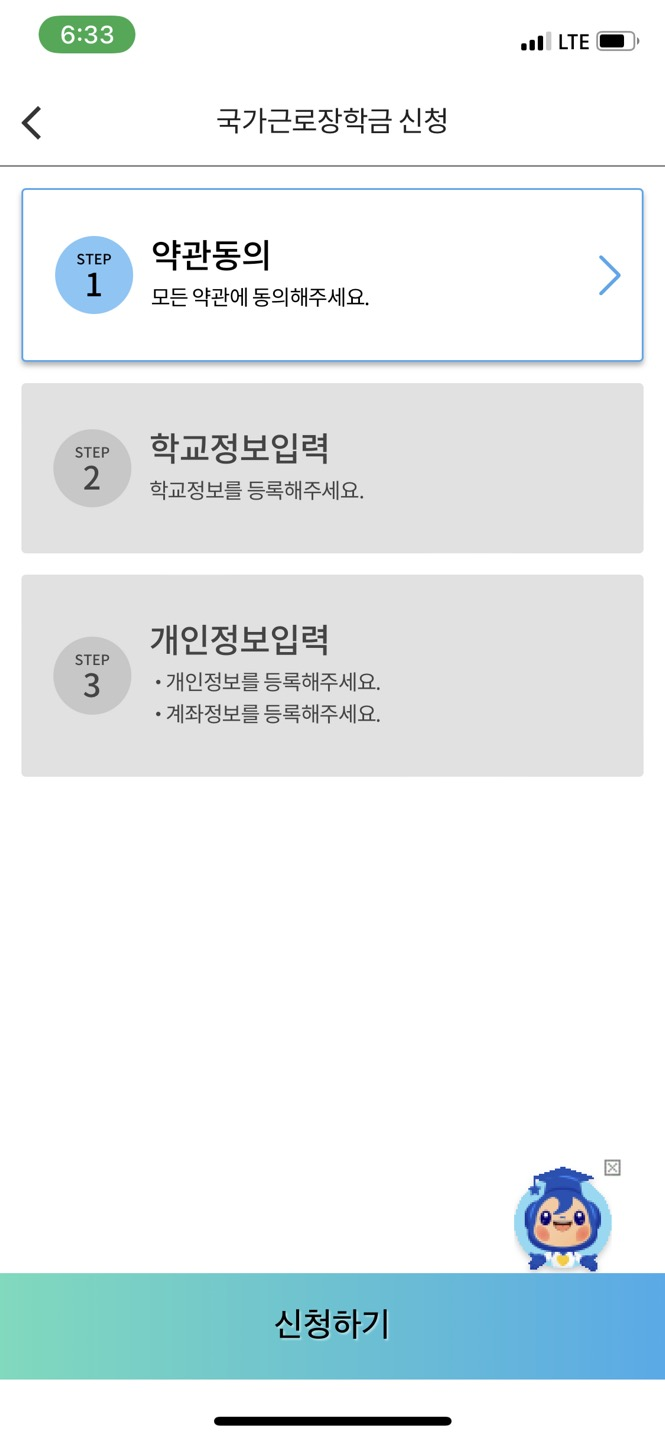 6:33
LTE
국가근로장학금 신청
STEP
1
약관동의
모든 약관에 동의해주세요.
STEP
2
학교정보입력
학교정보를 등록해주세요.
STEP
3
개인정보입력
• 개인정보를 등록해주세요.
• 계좌정보를 등록해주세요.
신청하기